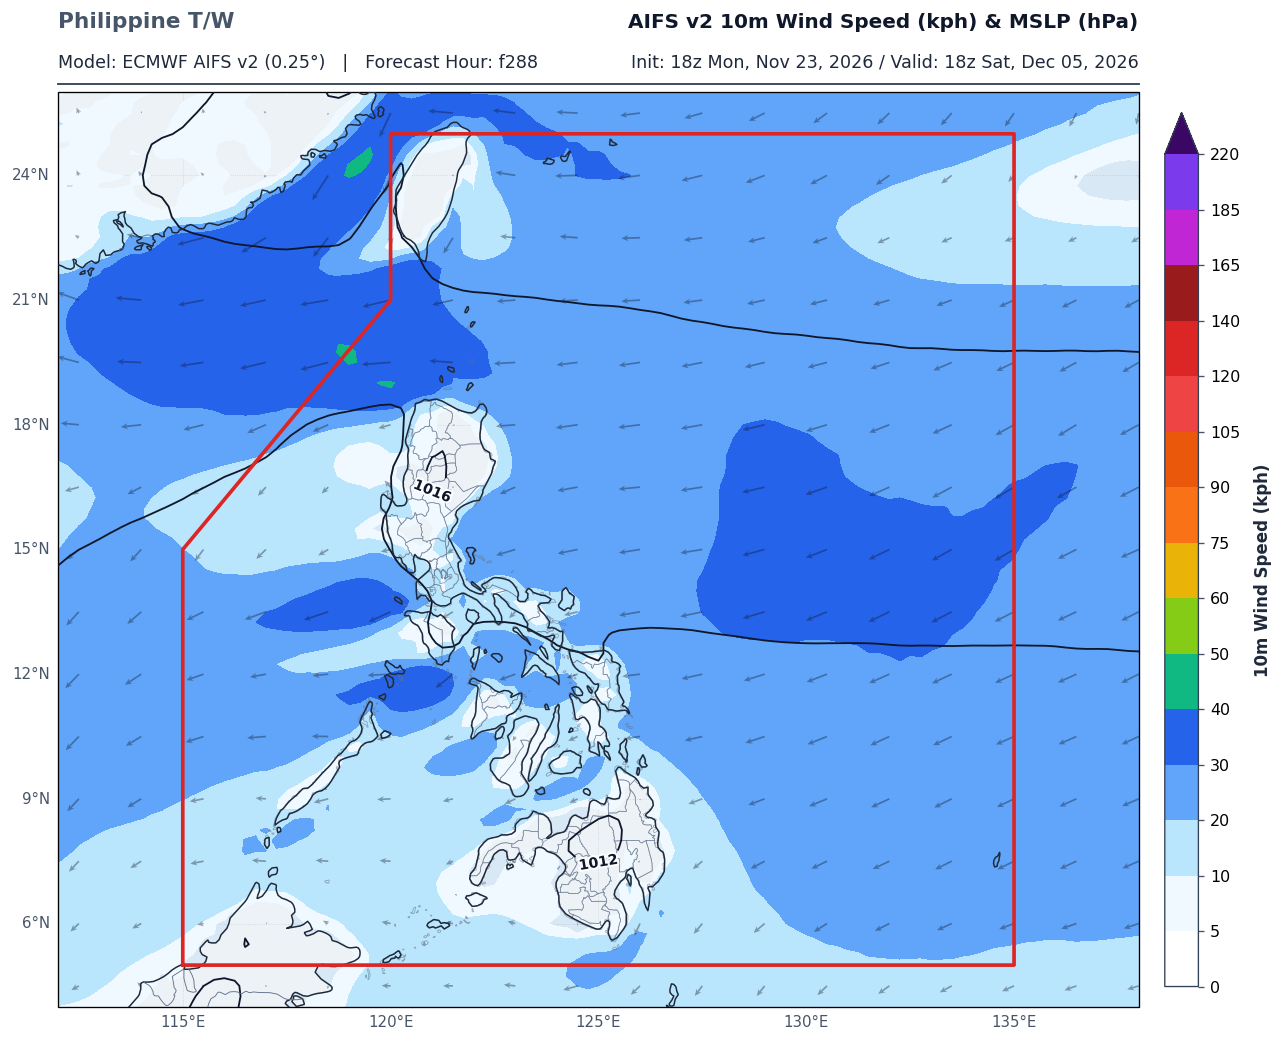 Philippine T/W
AIFS v2 10m Wind Speed (kph) & MSLP (hPa)
Model: ECMWF AIFS v2 (0.25°) | Forecast Hour: f288
Init: 18z Mon, Nov 23, 2026 / Valid: 18z Sat, Dec 05, 2026
24°N
21°N
18°N
15°N
12°N
9°N
6°N
115°E
120°E
125°E
130°E
135°E
1016
1012
220
185
165
140
120
105
90
75
60
50
40
30
20
10
5
0
10m Wind Speed (kph)